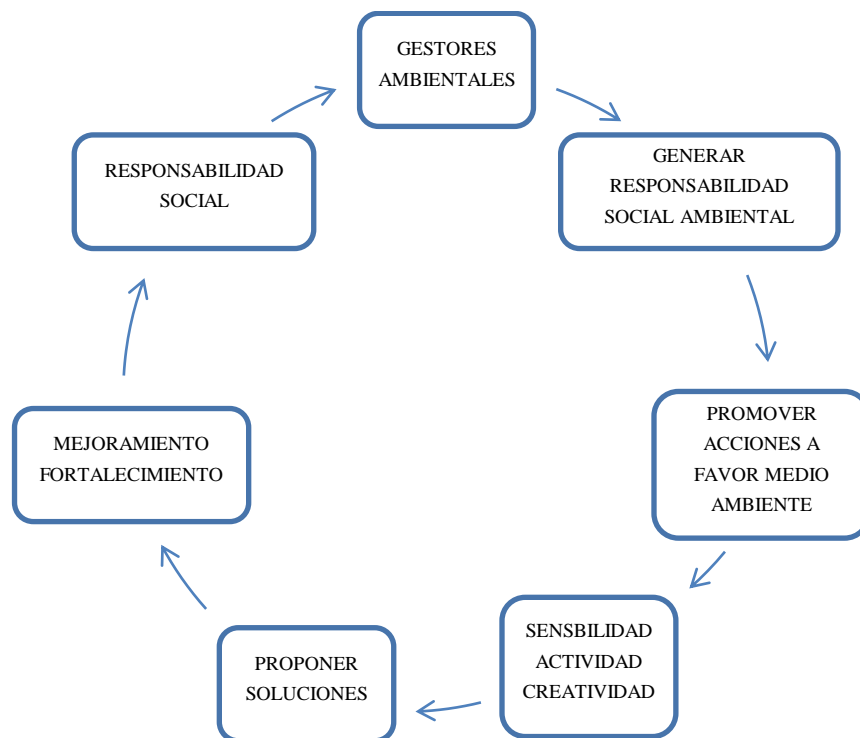 GESTORES
AMBIENTALES
GENERAR
RESPONSABILIDAD
SOCIAL AMBIENTAL
PROMOVER
ACCIONES A
FAVOR MEDIO
AMBIENTE
SENSBILIDAD
ACTIVIDAD
CREATIVIDAD
PROPONER
SOLUCIONES
MEJORAMIENTO
FORTALECIMIENTO
RESPONSABILIDAD
SOCIAL